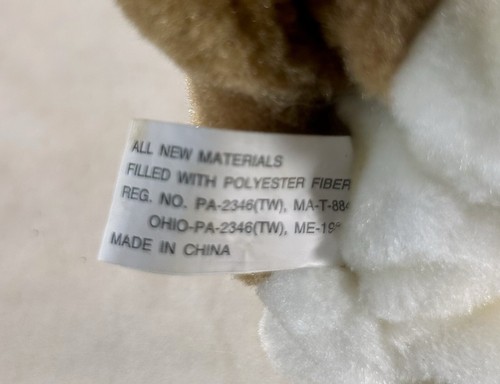 ALL NEW MATERIALS
FILLED WITH POLYESTER FIBER
REG. NO. PA-2346(TW), MA-T-884
OHIO-PA-2346(TW), ME-19
MADE IN CHINA